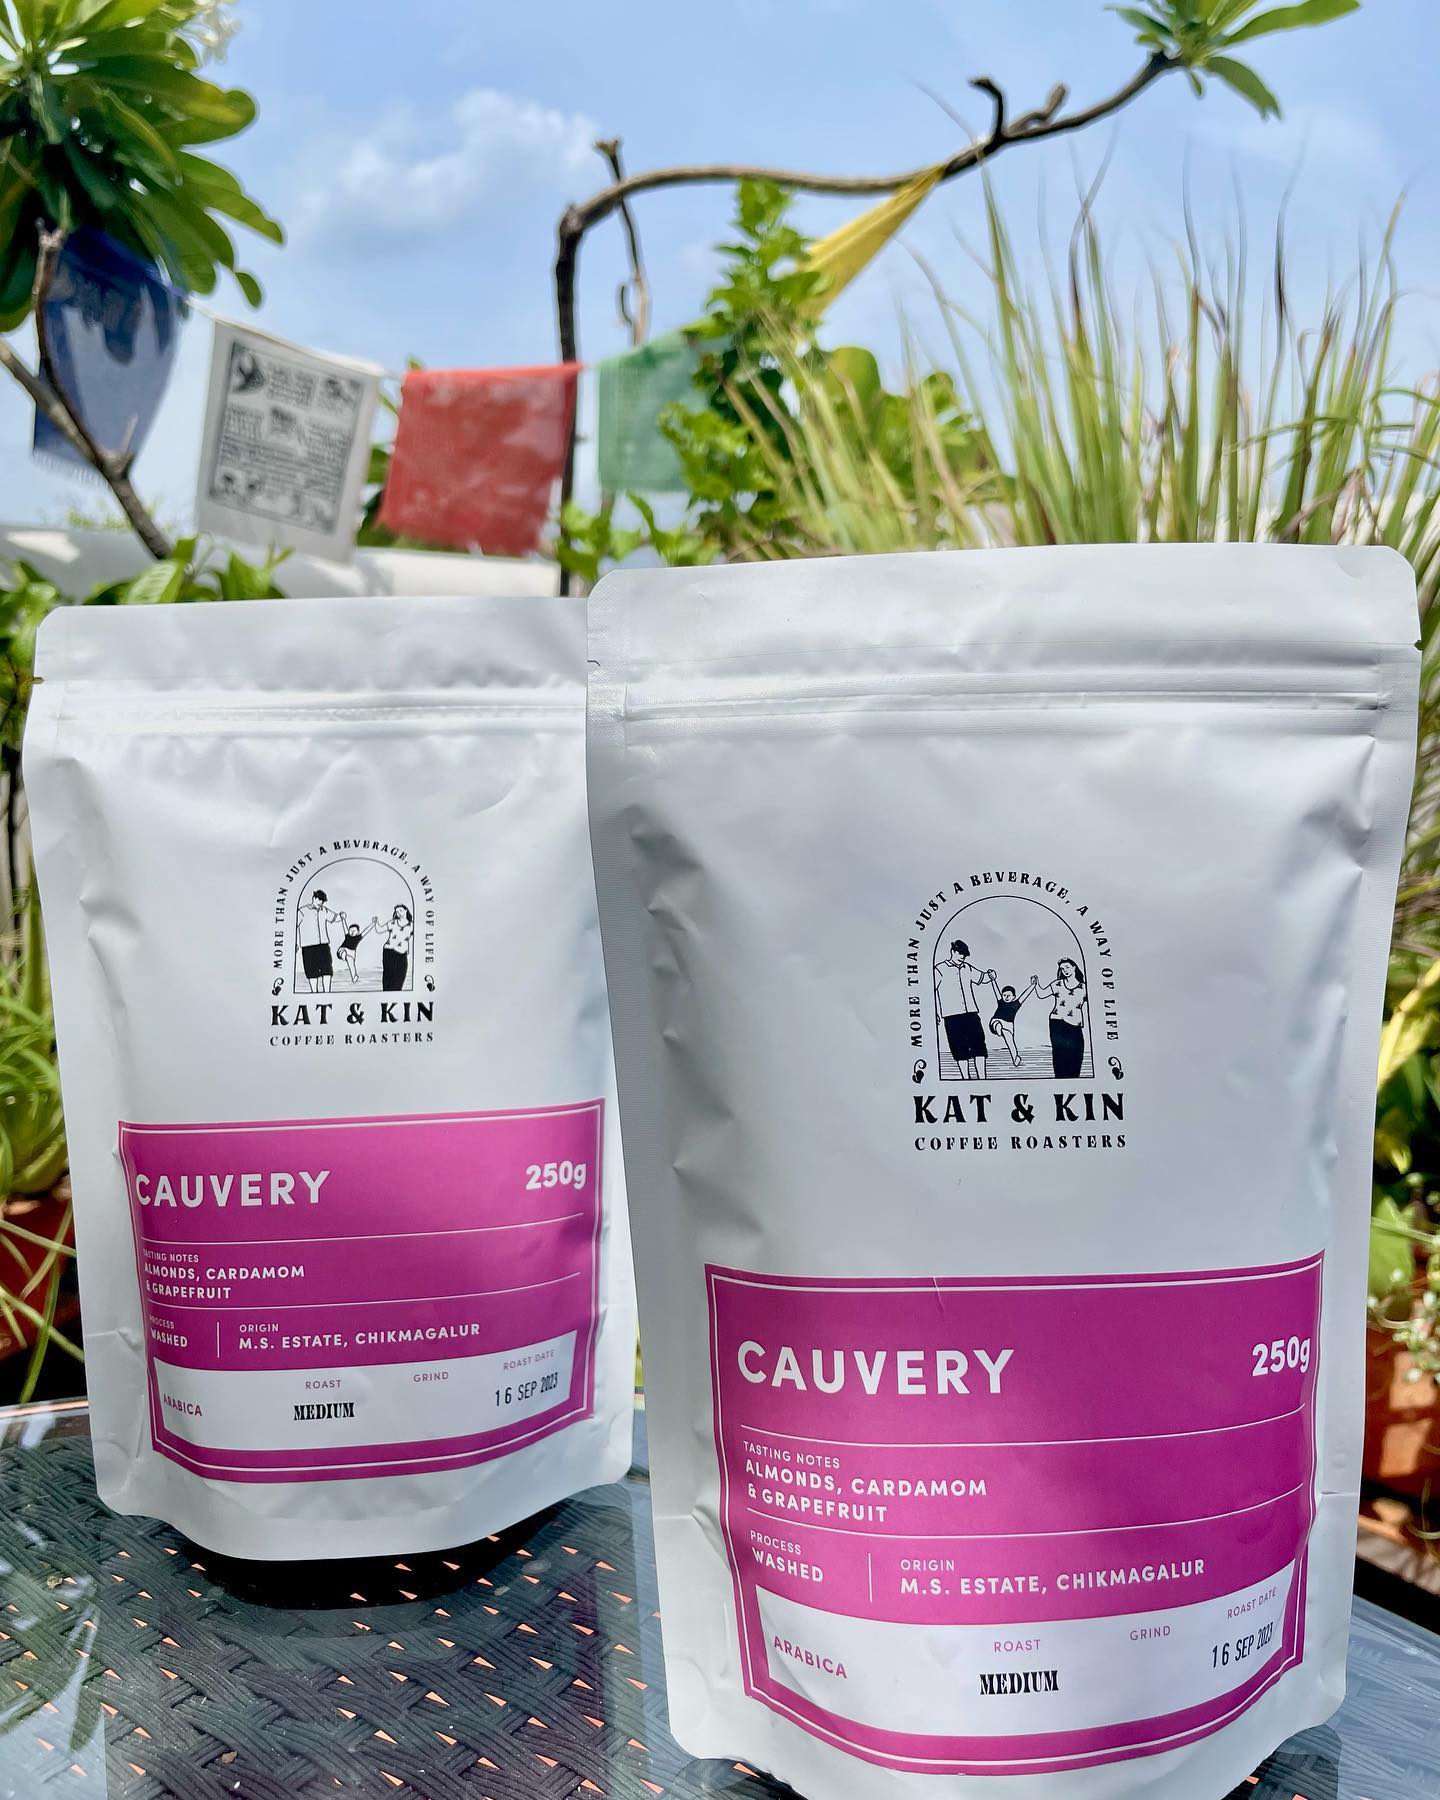 MORE THAN JUST A BEVERAGE, A WAY OF LIFE
KAT & KIN
COFFEE ROASTERS
CAUVERY 250g
TASTING NOTES
ALMONDS, CARDAMOM
& GRAPEFRUIT
PROCESS
WASHED
ORIGIN
M.S. ESTATE, CHIKMAGALUR
ARABICA
ROAST
MEDIUM
GRIND
ROAST DATE
16 SEP 2023
MORE THAN JUST A BEVERAGE, A WAY OF LIFE
KAT & KIN
COFFEE ROASTERS
CAUVERY 250g
TASTING NOTES
ALMONDS, CARDAMOM
& GRAPEFRUIT
PROCESS
WASHED
ORIGIN
M.S. ESTATE, CHIKMAGALUR
ARABICA
ROAST
MEDIUM
GRIND
ROAST DATE
16 SEP 2023